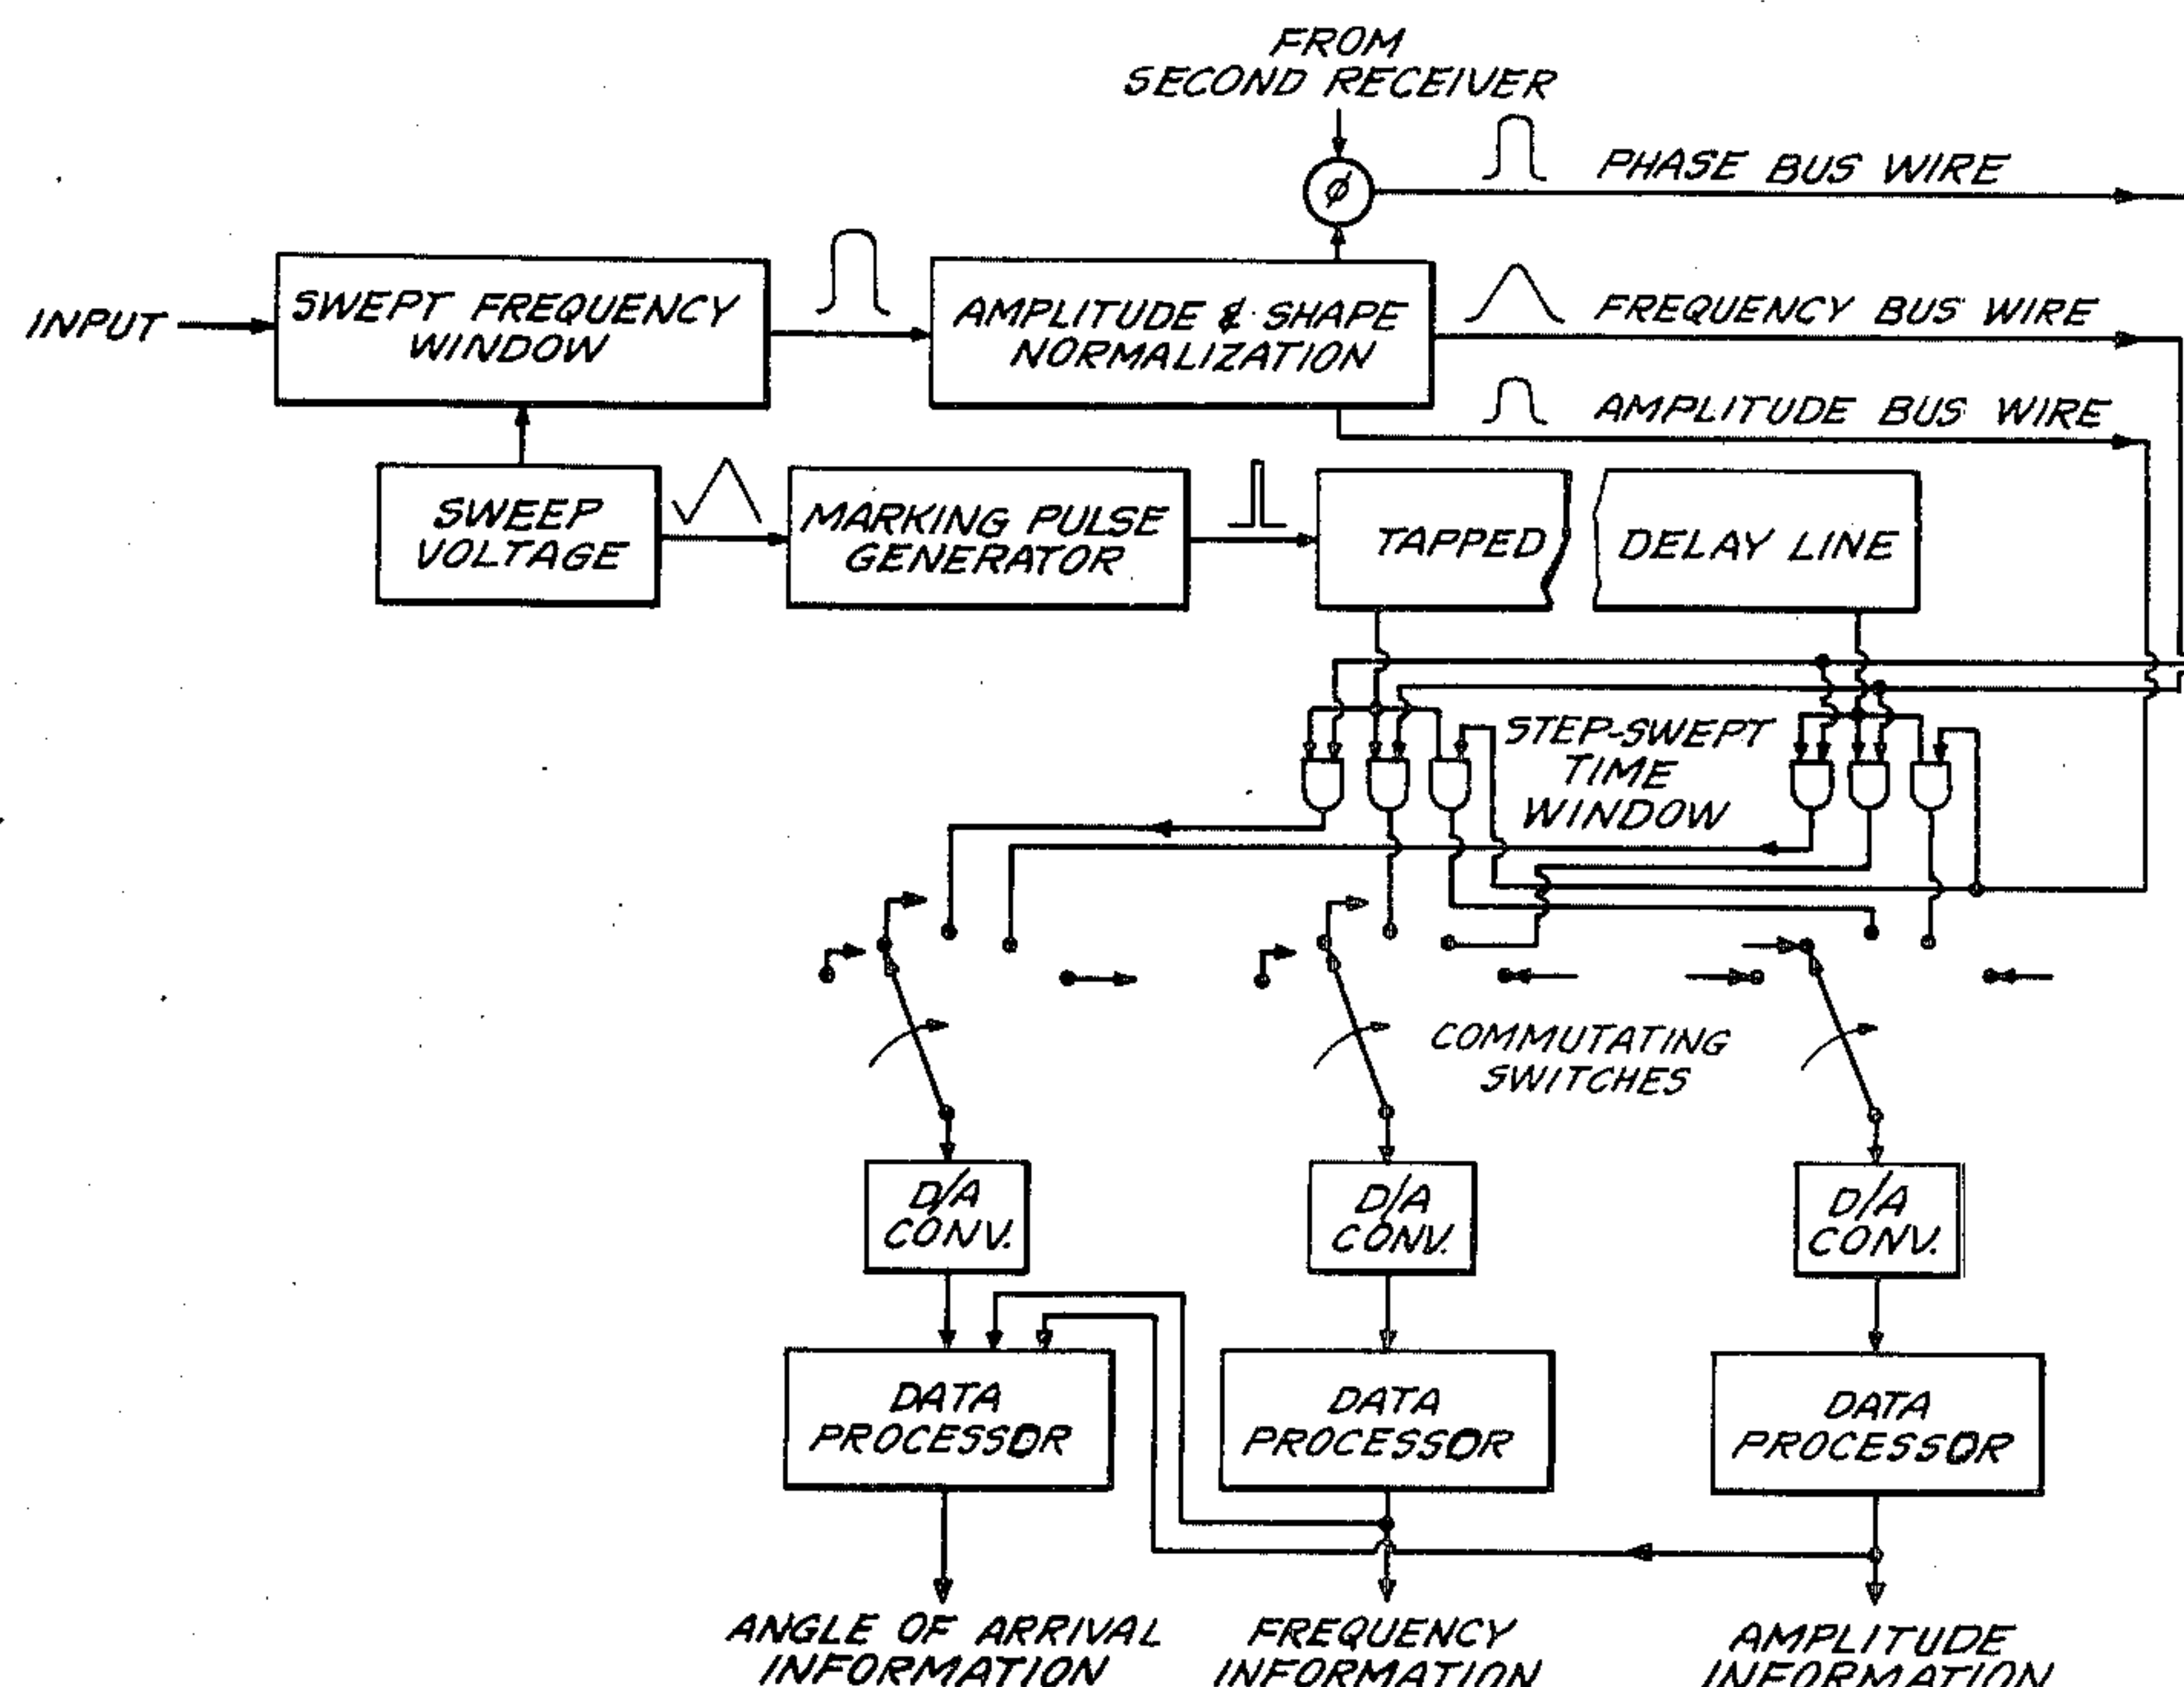 FROM
SECOND RECEIVER
φ
PHASE BUS WIRE
INPUT
SWEPT FREQUENCY
WINDOW
AMPLITUDE & SHAPE
NORMALIZATION
FREQUENCY BUS WIRE
AMPLITUDE BUS WIRE
SWEEP
VOLTAGE
MARKING PULSE
GENERATOR
TAPPED
DELAY LINE
STEP-SWEPT
TIME
WINDOW
COMMUTATING
SWITCHES
D/A
CONV.
D/A
CONV.
D/A
CONV.
DATA
PROCESSOR
DATA
PROCESSOR
DATA
PROCESSOR
ANGLE OF ARRIVAL
INFORMATION
FREQUENCY
INFORMATION
AMPLITUDE
INFORMATION